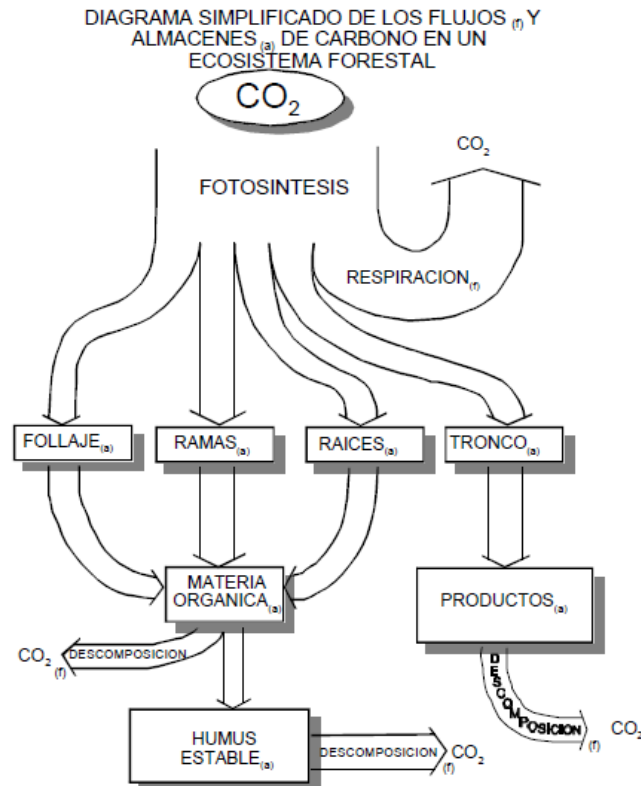 DIAGRAMA SIMPLIFICADO DE LOS FLUJOS (f) Y
ALMACENES (a) DE CARBONO EN UN
ECOSISTEMA FORESTAL
CO2
CO2
FOTOSINTESIS
RESPIRACION(f)
FOLLAJE(a)
RAMAS(a)
RAICES(a)
TRONCO(a)
MATERIA
ORGANICA(a)
PRODUCTOS(a)
CO2 (f) DESCOMPOSICION
DESCOMPOSICION (f) CO2
HUMUS
ESTABLE(a)
DESCOMPOSICION (f) CO2